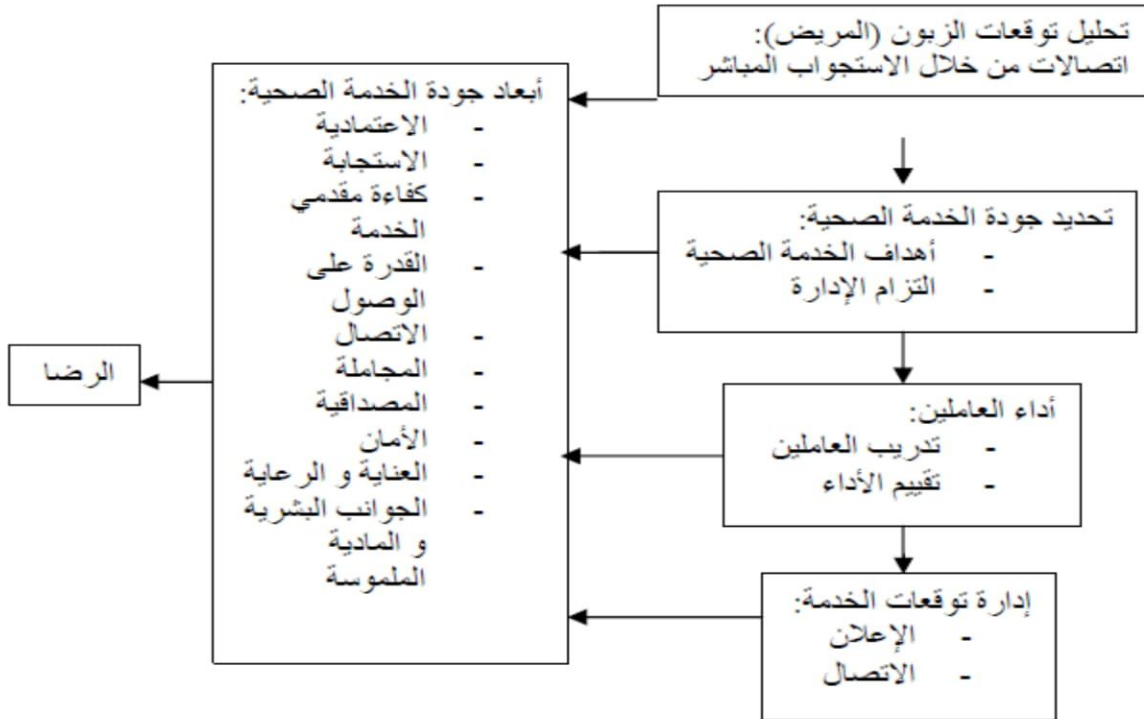 تحليل توقعات الزبون (المريض):
اتصالات من خلال الاستجواب المباشر
تحديد جودة الخدمة الصحية:
- أهداف الخدمة الصحية
- التزام الإدارة
أداء العاملين:
- تدريب العاملين
- تقييم الأداء
إدارة توقعات الخدمة:
- الإعلان
- الاتصال
أبعاد جودة الخدمة الصحية:
- الاعتمادية
- الاستجابة
- كفاءة مقدمي
الخدمة
- القدرة على
الوصول
- الاتصال
- المجاملة
- المصداقية
- الأمان
- العناية و الرعاية
- الجوانب البشرية
و المادية
الملموسة
الرضا